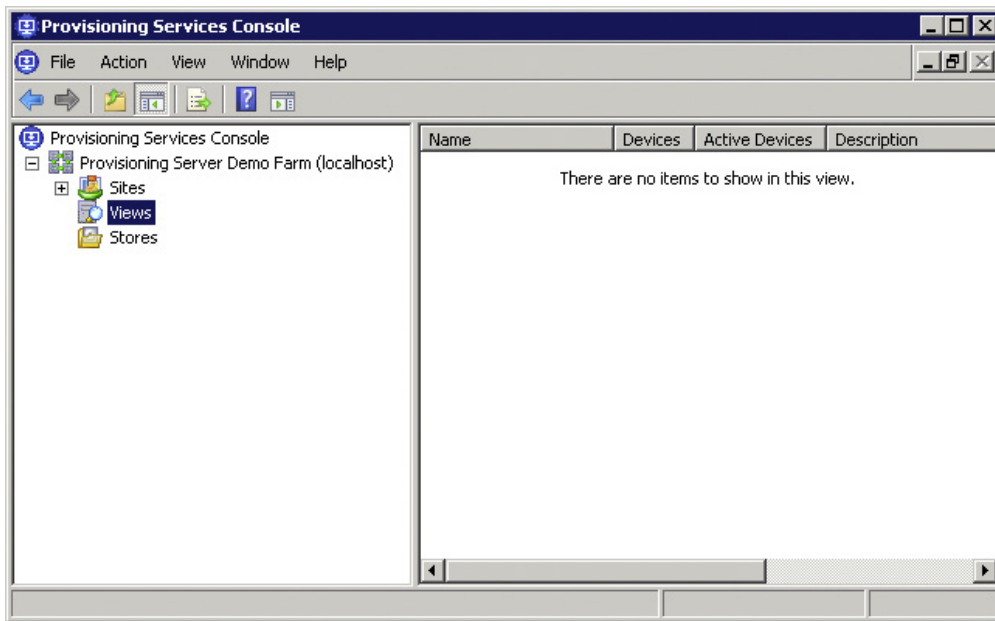 Provisioning Services Console
File Action View Window Help
Provisioning Services Console
Provisioning Server Demo Farm (localhost)
Sites
Views
Stores
Name Devices Active Devices Description
There are no items to show in this view.